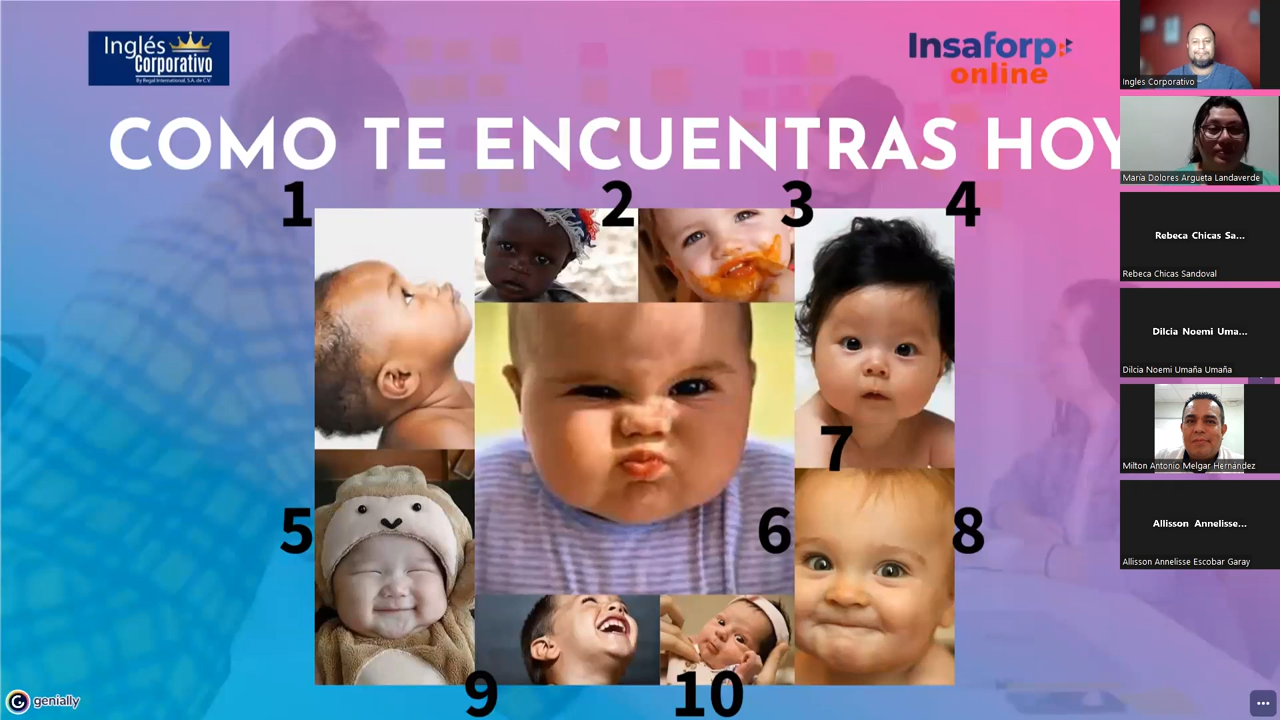 Inglés
Corporativo
By Regal International, S.A. de C.V.
Insaforp
online
COMO TE ENCUENTRAS HOY
1
2
3
4
5
6
7
8
9
10
genially
Ingles Corporativo -
María Dolores Argueta Landaverde
Rebeca Chicas Sa...
Rebeca Chicas Sandoval
Dilcia Noemi Uma...
Dilcia Noemi Umaña Umaña
Milton Antonio Melgar Hernández
Allisson Annelisse...
Allisson Annelisse Escobar Garay